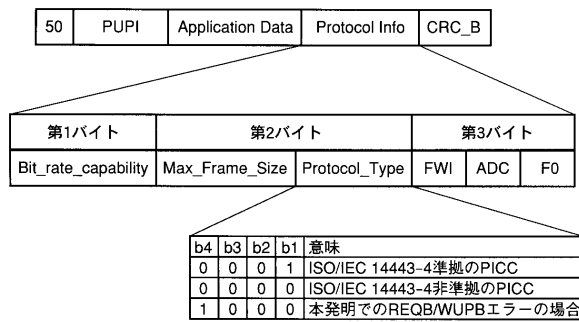 50 PUPI Application Data Protocol Info CRC_B
第1バイト 第2バイト 第3バイト
Bit_rate_capability Max_Frame_Size Protocol_Type FWI ADC F0
b4 b3 b2 b1 意味
0 0 0 1 ISO/IEC 14443-4準拠のPICC
0 0 0 0 ISO/IEC 14443-4非準拠のPICC
1 0 0 0 本発明でのREQB/WUPBエラーの場合